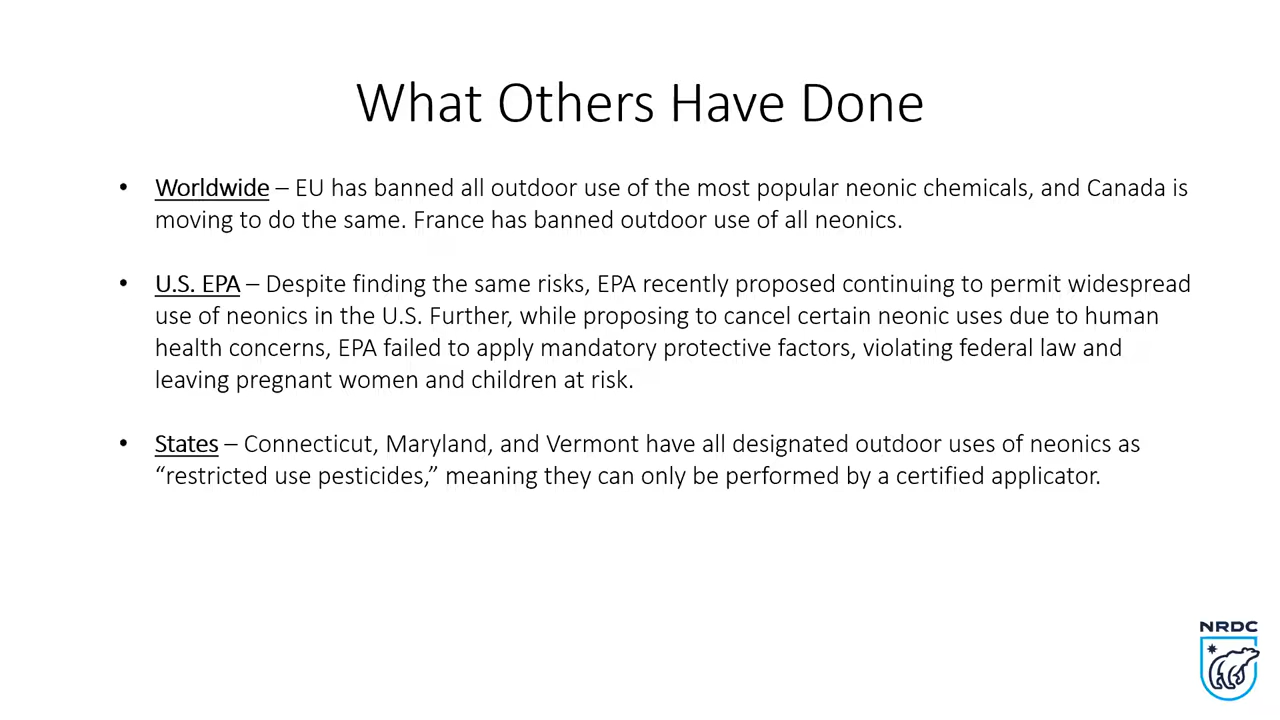 What Others Have Done
• Worldwide – EU has banned all outdoor use of the most popular neonic chemicals, and Canada is
moving to do the same. France has banned outdoor use of all neonics.
• U.S. EPA – Despite finding the same risks, EPA recently proposed continuing to permit widespread
use of neonics in the U.S. Further, while proposing to cancel certain neonic uses due to human
health concerns, EPA failed to apply mandatory protective factors, violating federal law and
leaving pregnant women and children at risk.
• States – Connecticut, Maryland, and Vermont have all designated outdoor uses of neonics as
“restricted use pesticides,” meaning they can only be performed by a certified applicator.
NRDC